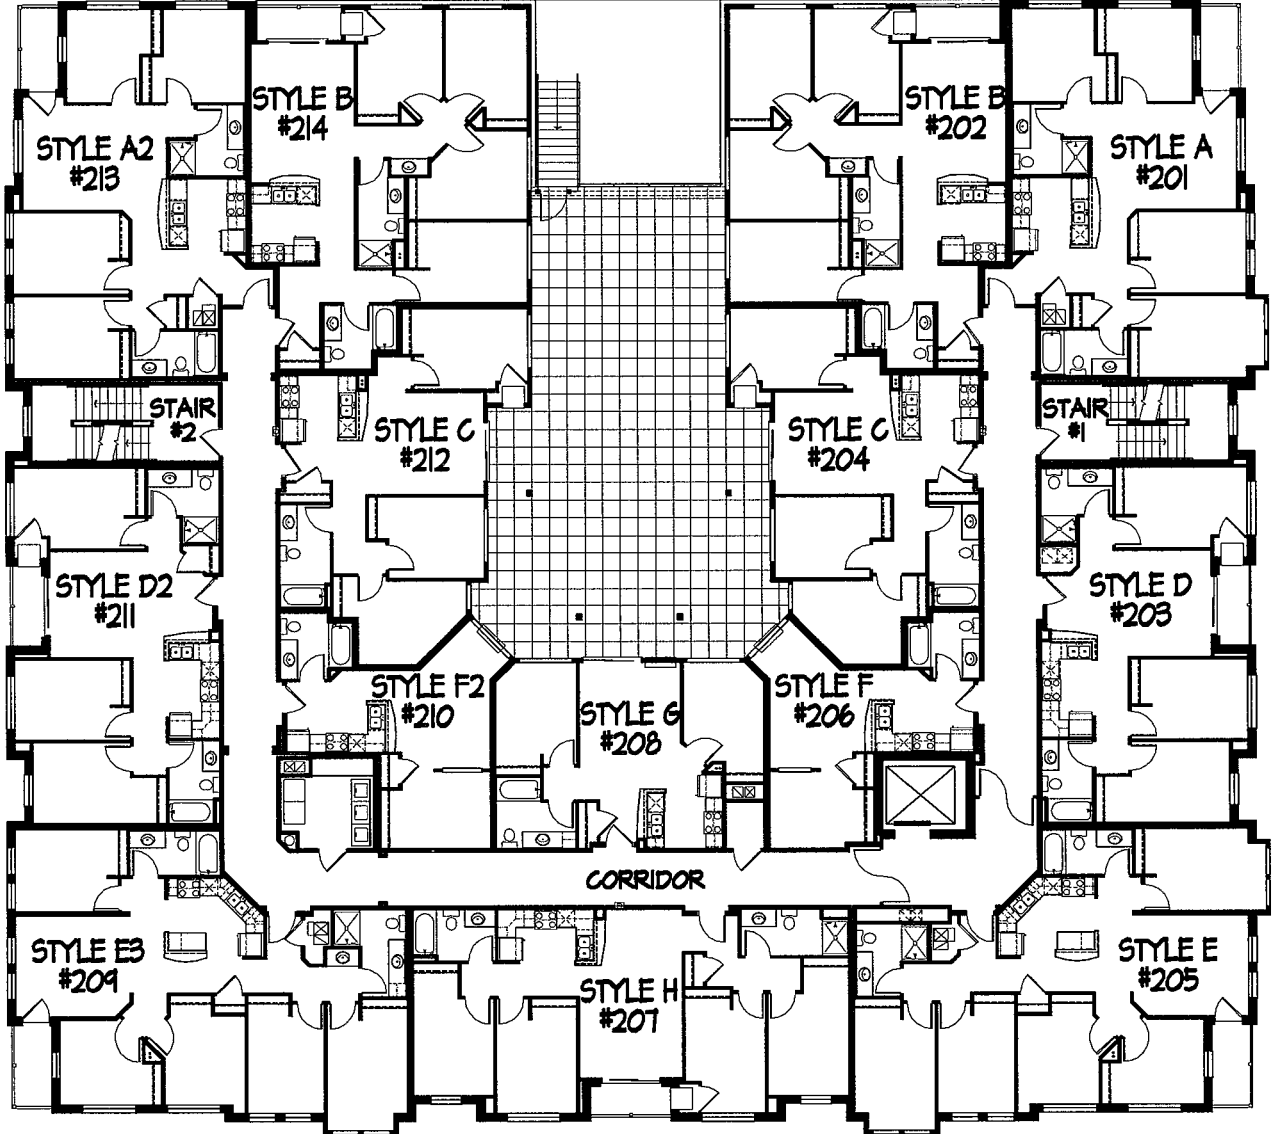 STYLE A2
#213
STYLE B
#214
STYLE B
#202
STYLE A
#201
STAIR
#2
STYLE C
#212
STYLE C
#204
STAIR
#1
STYLE D2
#211
STYLE D
#203
STYLE F2
#210
STYLE G
#208
STYLE F
#206
CORRIDOR
STYLE E3
#209
STYLE H
#207
STYLE E
#205